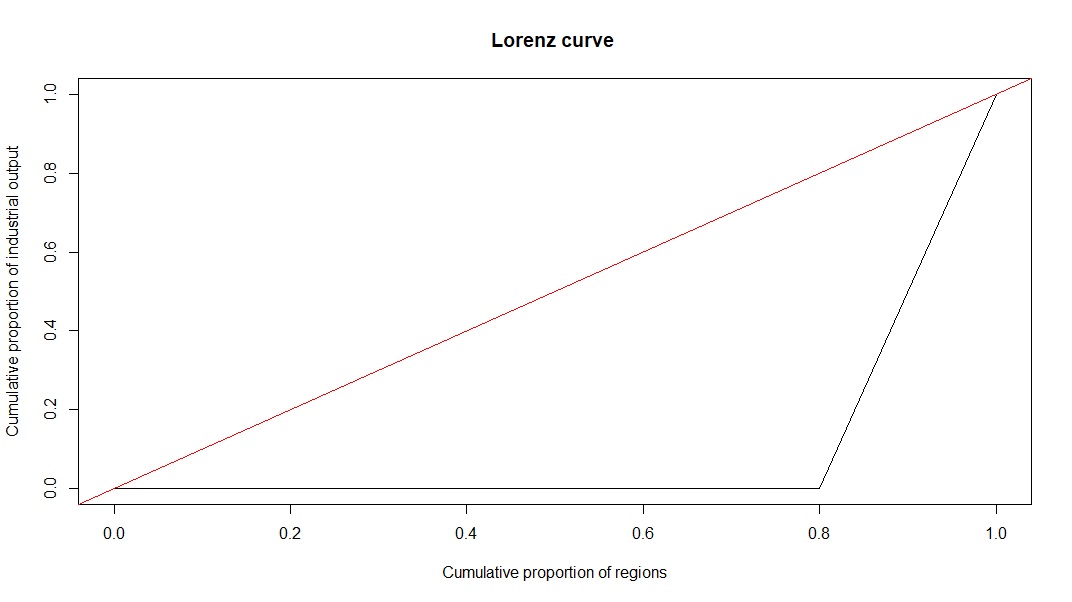 Lorenz curve
Cumulative proportion of industrial output
1.0
0.8
0.6
0.4
0.2
0.0
0.0 0.2 0.4 0.6 0.8 1.0
Cumulative proportion of regions